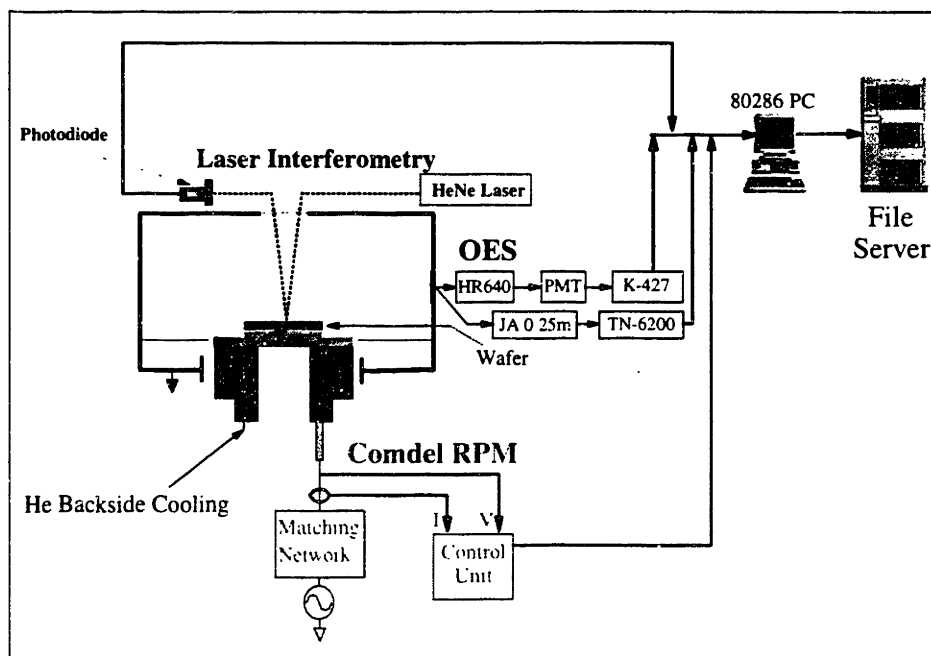 80286 PC
Photodiode
Laser Interferometry
HeNe Laser
File
Server
OES
HR640
PMT
K-427
JA 0 25m
TN-6200
Wafer
Comdel RPM
He Backside Cooling
I
V
Matching
Network
Control
Unit